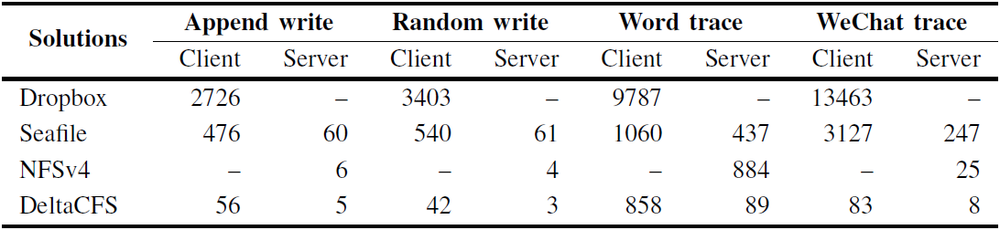 Solutions Append write Random write Word trace WeChat trace
Client Server Client Server Client Server Client Server
Dropbox 2726 – 3403 – 9787 – 13463 –
Seafile 476 60 540 61 1060 437 3127 247
NFSv4 – 6 – 4 – 884 – 25
DeltaCFS 56 5 42 3 858 89 83 8